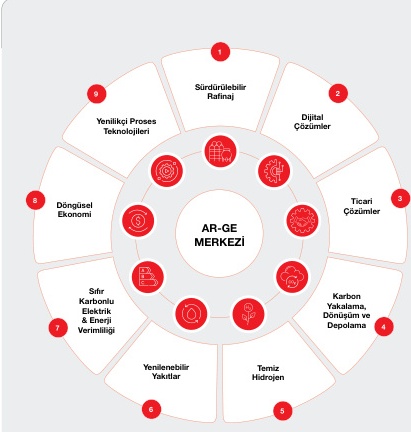 1
Sürdürülebilir
Rafinaj
2
Dijital
Çözümler
3
Ticari
Çözümler
4
Karbon
Yakalama,
Dönüşüm ve
Depolama
5
Temiz
Hidrojen
6
Yenilenebilir
Yakıtlar
7
Sıfır
Karbonlu
Elektrik
& Enerji
Verimliliği
8
Döngüsel
Ekonomi
9
Yenilikçi Proses
Teknolojileri
AR-GE
MERKEZİ